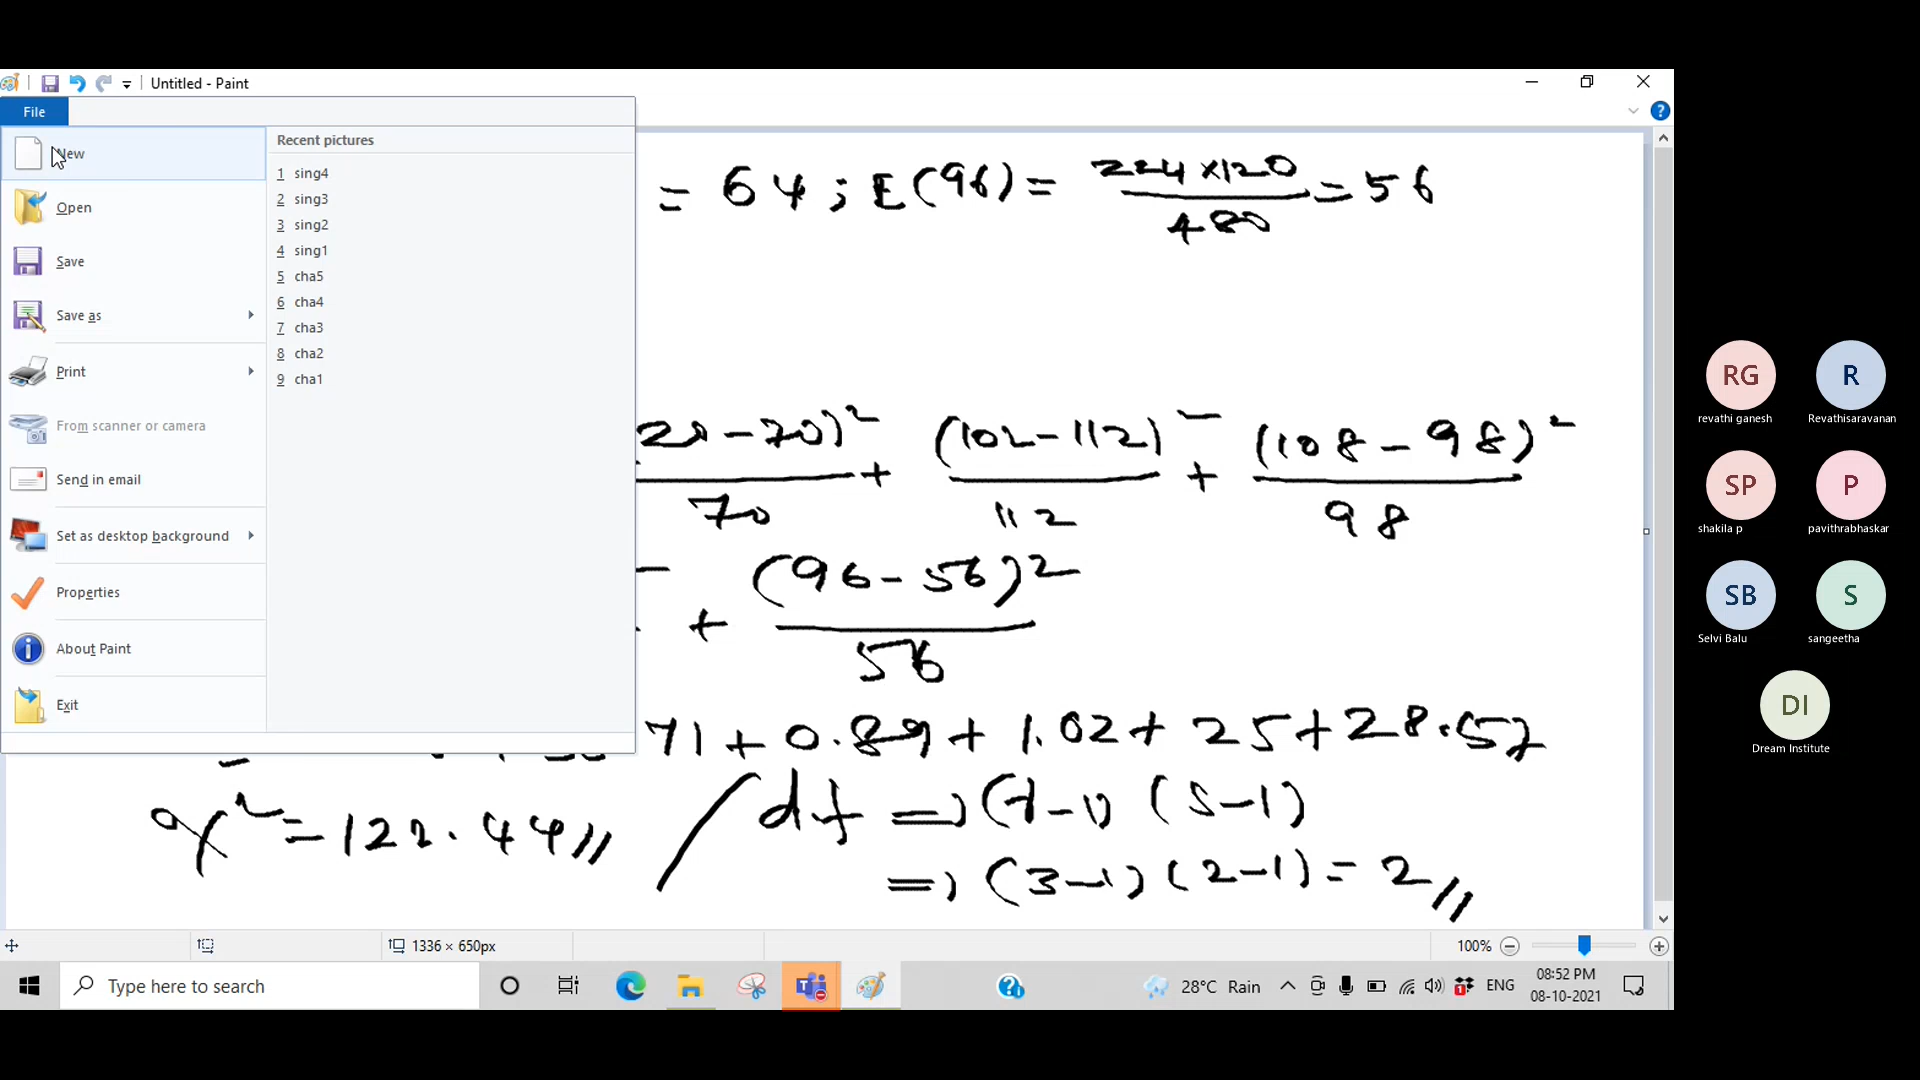 Untitled - Paint
File
New
Open
Save
Save as
Print
From scanner or camera
Send in email
Set as desktop background
Properties
About Paint
Exit
Recent pictures
1 sing4
2 sing3
3 sing2
4 sing1
5 cha5
6 cha4
7 cha3
8 cha2
9 cha1
= 64 ; E(96) = 224×120 / 480 = 56
20-70)² / 70 + (102-112)² / 112 + (108-98)² / 98
+ (96-56)² / 56
71 + 0.89 + 1.02 + 25 + 28.57
χ² = 122.44 //
df => (r-1) (s-1)
=> (3-1) (2-1) = 2 //
RG
revathi ganesh
R
Revathisaravanan
SP
shakila p
P
pavithrabhaskar
SB
Selvi Balu
S
sangeetha
DI
Dream Institute
1336 × 650px
100%
Type here to search
28°C Rain
ENG
08:52 PM
08-10-2021